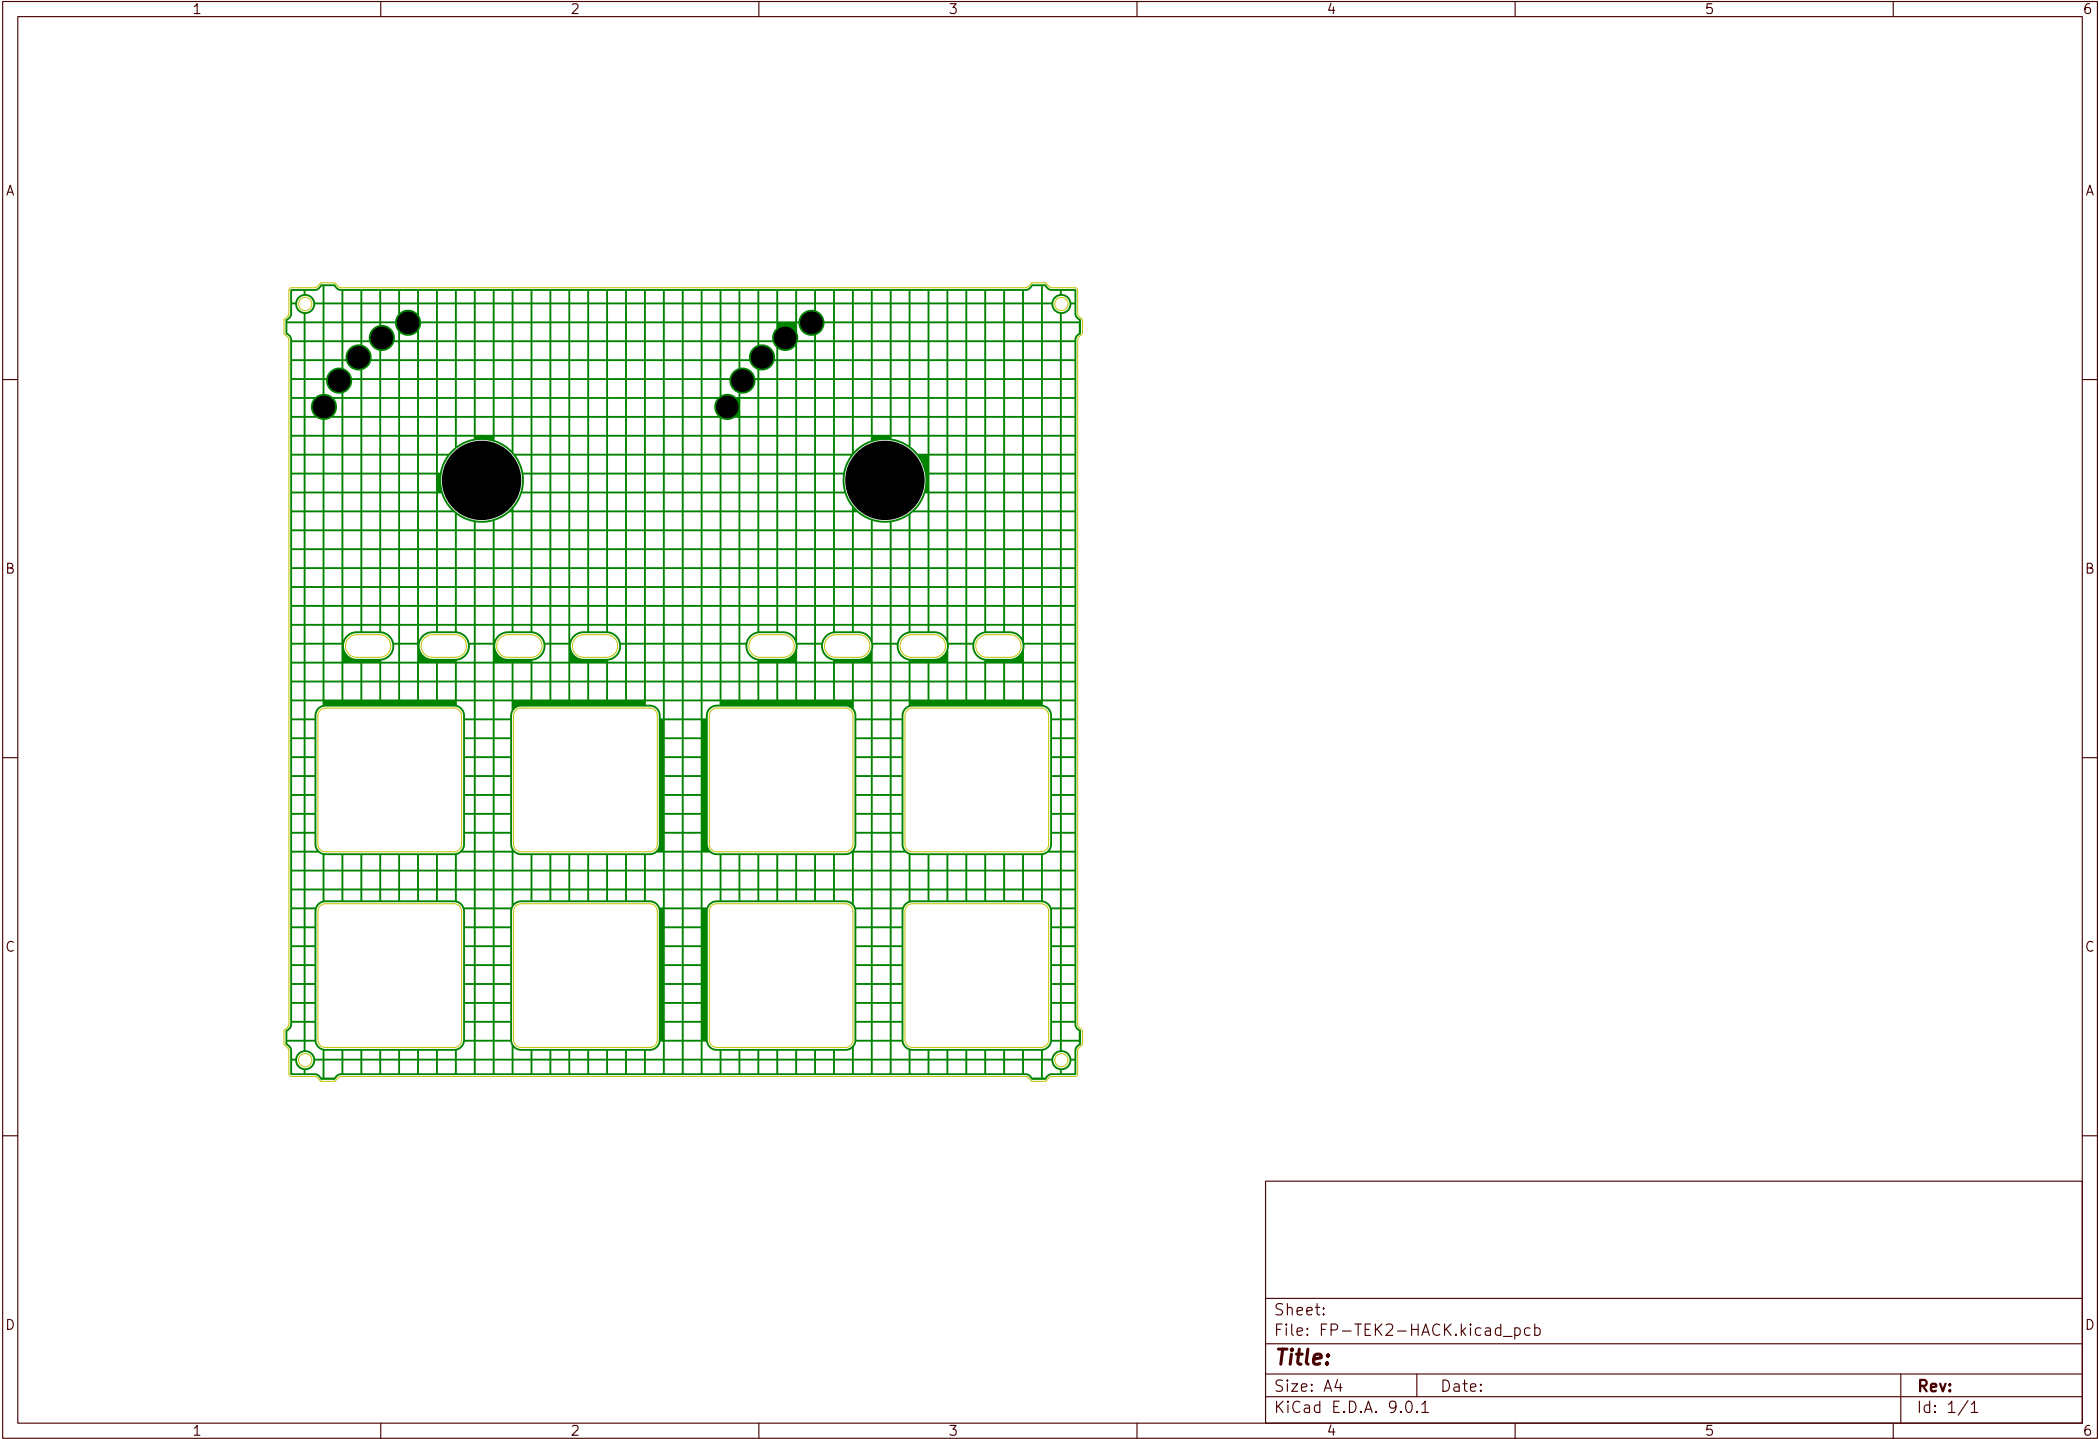 1 2 3 4 5 6
A A
B B
C C
D D
Sheet:
File: FP-TEK2-HACK.kicad_pcb
Title:
Size: A4 Date: Rev:
KiCad E.D.A. 9.0.1 Id: 1/1
1 2 3 4 5 6